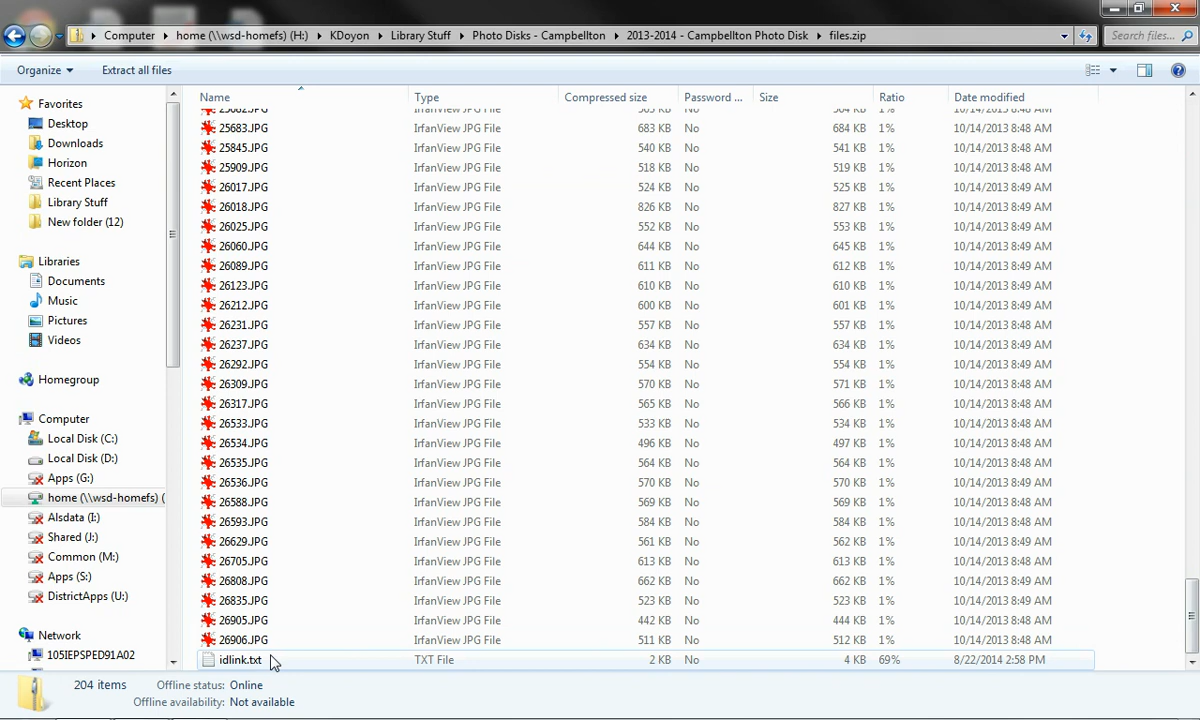 Computer ▸ home (\\wsd-homefs) (H:) ▸ KDoyon ▸ Library Stuff ▸ Photo Disks - Campbellton ▸ 2013-2014 - Campbellton Photo Disk ▸ files.zip
Search files...
Organize Extract all files
Name Type Compressed size Password ... Size Ratio Date modified
25683.JPG IrfanView JPG File 683 KB No 684 KB 1% 10/14/2013 8:48 AM
25845.JPG IrfanView JPG File 540 KB No 541 KB 1% 10/14/2013 8:48 AM
25909.JPG IrfanView JPG File 518 KB No 519 KB 1% 10/14/2013 8:48 AM
26017.JPG IrfanView JPG File 524 KB No 525 KB 1% 10/14/2013 8:49 AM
26018.JPG IrfanView JPG File 826 KB No 827 KB 1% 10/14/2013 8:49 AM
26025.JPG IrfanView JPG File 552 KB No 553 KB 1% 10/14/2013 8:49 AM
26060.JPG IrfanView JPG File 644 KB No 645 KB 1% 10/14/2013 8:49 AM
26089.JPG IrfanView JPG File 611 KB No 612 KB 1% 10/14/2013 8:49 AM
26123.JPG IrfanView JPG File 610 KB No 610 KB 1% 10/14/2013 8:49 AM
26212.JPG IrfanView JPG File 600 KB No 601 KB 1% 10/14/2013 8:48 AM
26231.JPG IrfanView JPG File 557 KB No 557 KB 1% 10/14/2013 8:48 AM
26237.JPG IrfanView JPG File 634 KB No 634 KB 1% 10/14/2013 8:49 AM
26292.JPG IrfanView JPG File 554 KB No 554 KB 1% 10/14/2013 8:48 AM
26309.JPG IrfanView JPG File 570 KB No 571 KB 1% 10/14/2013 8:49 AM
26317.JPG IrfanView JPG File 565 KB No 566 KB 1% 10/14/2013 8:48 AM
26533.JPG IrfanView JPG File 533 KB No 534 KB 1% 10/14/2013 8:48 AM
26534.JPG IrfanView JPG File 496 KB No 497 KB 1% 10/14/2013 8:48 AM
26535.JPG IrfanView JPG File 564 KB No 564 KB 1% 10/14/2013 8:48 AM
26536.JPG IrfanView JPG File 570 KB No 570 KB 1% 10/14/2013 8:48 AM
26588.JPG IrfanView JPG File 569 KB No 569 KB 1% 10/14/2013 8:48 AM
26593.JPG IrfanView JPG File 584 KB No 584 KB 1% 10/14/2013 8:48 AM
26629.JPG IrfanView JPG File 561 KB No 562 KB 1% 10/14/2013 8:48 AM
26705.JPG IrfanView JPG File 613 KB No 613 KB 1% 10/14/2013 8:48 AM
26808.JPG IrfanView JPG File 662 KB No 662 KB 1% 10/14/2013 8:49 AM
26835.JPG IrfanView JPG File 523 KB No 523 KB 1% 10/14/2013 8:49 AM
26905.JPG IrfanView JPG File 442 KB No 444 KB 1% 10/14/2013 8:48 AM
26906.JPG IrfanView JPG File 511 KB No 512 KB 1% 10/14/2013 8:48 AM
idlink.txt TXT File 2 KB No 4 KB 69% 8/22/2014 2:58 PM
Favorites
Desktop
Downloads
Horizon
Recent Places
Library Stuff
New folder (12)
Libraries
Documents
Music
Pictures
Videos
Homegroup
Computer
Local Disk (C:)
Local Disk (D:)
Apps (G:)
home (\\wsd-homefs) (
Alsdata (I:)
Shared (J:)
Common (M:)
Apps (S:)
DistrictApps (U:)
Network
105IEPSPED91A02
204 items Offline status: Online
Offline availability: Not available